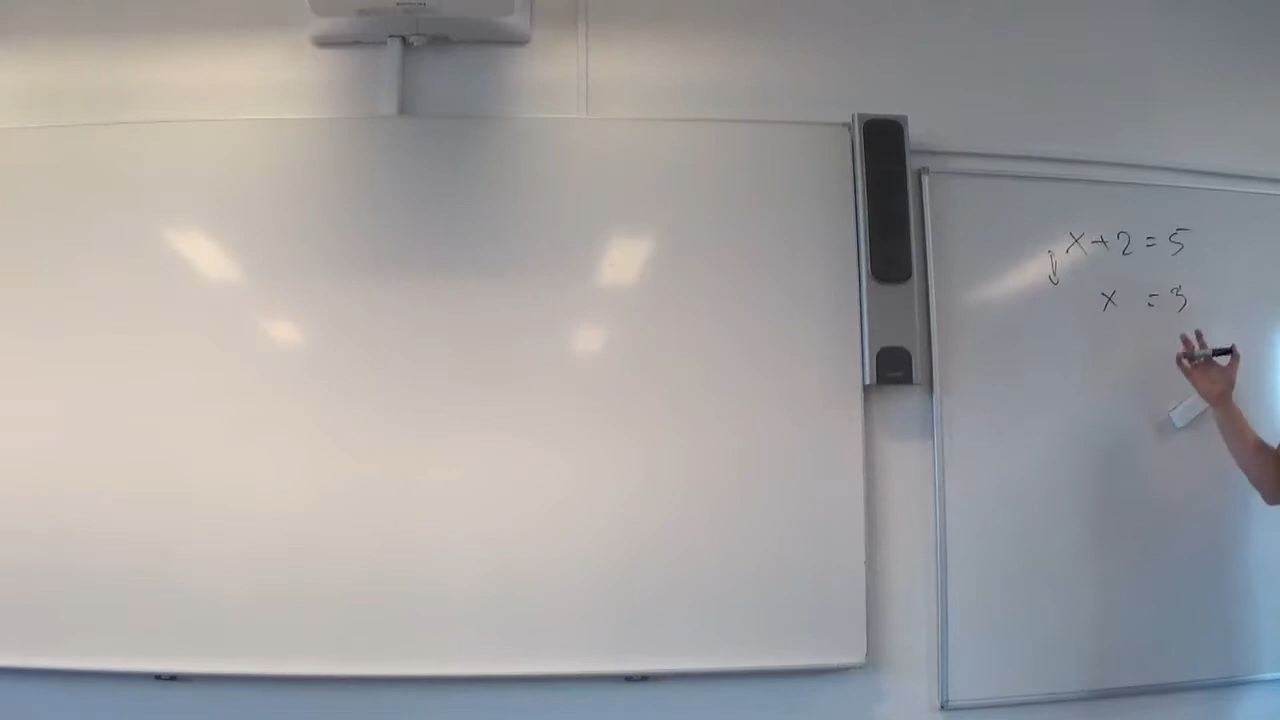 x + 2 = 5
⇕ x = 3